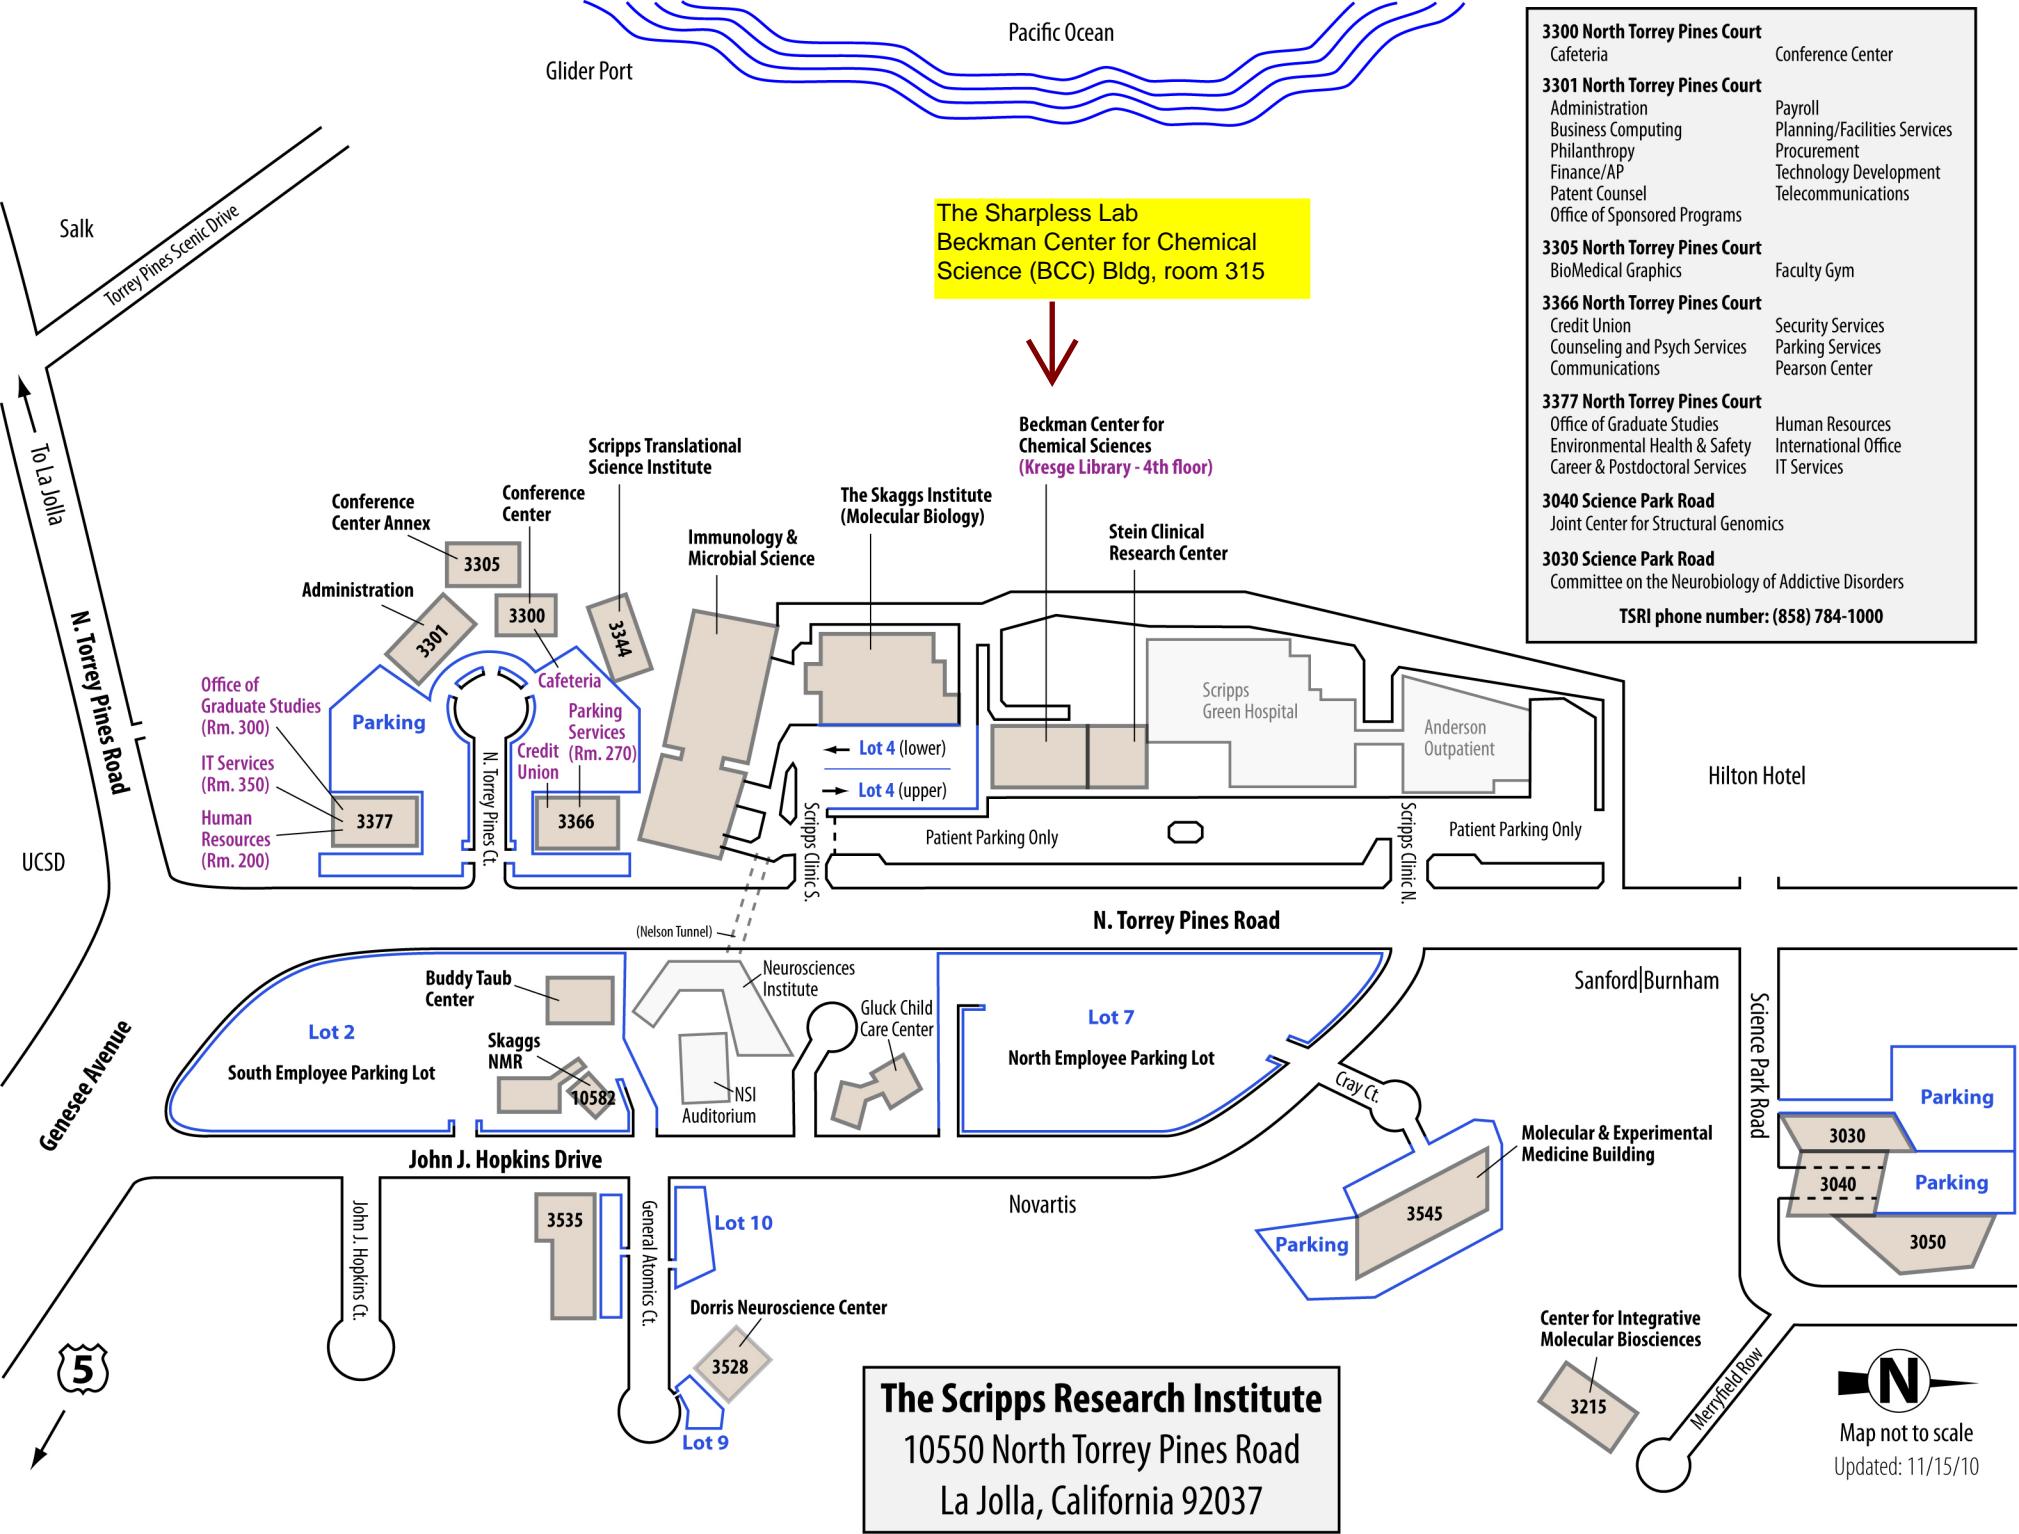 Pacific Ocean
Glider Port
Salk
Torrey Pines Scenic Drive
To La Jolla
N. Torrey Pines Road
UCSD
Genesee Avenue
5
The Sharpless Lab
Beckman Center for Chemical
Science (BCC) Bldg, room 315
Beckman Center for
Chemical Sciences
(Kresge Library - 4th floor)
Scripps Translational
Science Institute
Conference
Center Annex
Conference
Center
The Skaggs Institute
(Molecular Biology)
Immunology &
Microbial Science
Stein Clinical
Research Center
Administration
3305
3300
3301
3344
Cafeteria
Parking
Office of
Graduate Studies
(Rm. 300)
IT Services
(Rm. 350)
Human
Resources
(Rm. 200)
3377
N. Torrey Pines Ct.
Parking
Services
(Rm. 270)
Credit
Union
3366
Lot 4 (lower)
Lot 4 (upper)
Scripps Clinic S.
Patient Parking Only
Scripps
Green Hospital
Anderson
Outpatient
Scripps Clinic N.
Patient Parking Only
Hilton Hotel
N. Torrey Pines Road
(Nelson Tunnel)
Buddy Taub
Center
Lot 2
South Employee Parking Lot
Skaggs
NMR
10582
Neurosciences
Institute
NSI
Auditorium
Gluck Child
Care Center
Lot 7
North Employee Parking Lot
Cray Ct.
Sanford|Burnham
Science Park Road
Parking
3030
3040
Parking
3050
Molecular & Experimental
Medicine Building
3545
Parking
John J. Hopkins Drive
John J. Hopkins Ct.
3535
General Atomics Ct.
Lot 10
Novartis
Dorris Neuroscience Center
3528
Lot 9
Center for Integrative
Molecular Biosciences
3215
Merryfield Row
N
Map not to scale
Updated: 11/15/10
The Scripps Research Institute
10550 North Torrey Pines Road
La Jolla, California 92037
3300 North Torrey Pines Court
Cafeteria Conference Center
3301 North Torrey Pines Court
Administration Payroll
Business Computing Planning/Facilities Services
Philanthropy Procurement
Finance/AP Technology Development
Patent Counsel Telecommunications
Office of Sponsored Programs
3305 North Torrey Pines Court
BioMedical Graphics Faculty Gym
3366 North Torrey Pines Court
Credit Union Security Services
Counseling and Psych Services Parking Services
Communications Pearson Center
3377 North Torrey Pines Court
Office of Graduate Studies Human Resources
Environmental Health & Safety International Office
Career & Postdoctoral Services IT Services
3040 Science Park Road
Joint Center for Structural Genomics
3030 Science Park Road
Committee on the Neurobiology of Addictive Disorders
TSRI phone number: (858) 784-1000